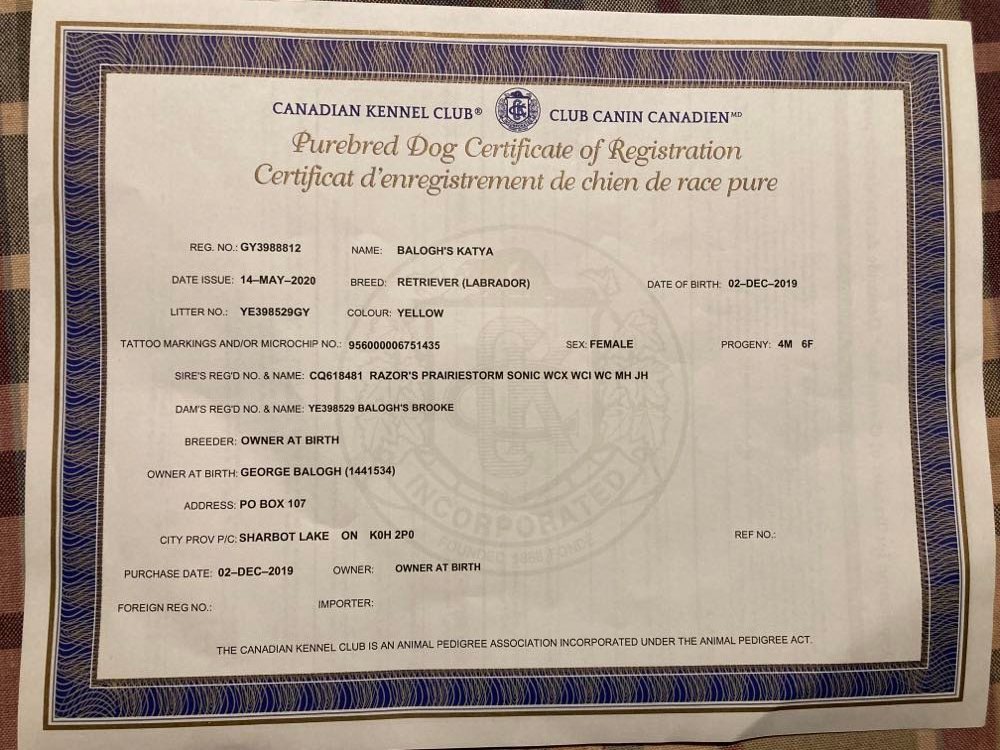 CANADIAN KENNEL CLUB® CLUB CANIN CANADIEN MD
Purebred Dog Certificate of Registration
Certificat d'enregistrement de chien de race pure
REG. NO.: GY3988812 NAME: BALOGH'S KATYA
DATE ISSUE: 14–MAY–2020 BREED: RETRIEVER (LABRADOR) DATE OF BIRTH: 02–DEC–2019
LITTER NO.: YE398529GY COLOUR: YELLOW
TATTOO MARKINGS AND/OR MICROCHIP NO.: 956000006751435 SEX: FEMALE PROGENY: 4M 6F
SIRE'S REG'D NO. & NAME: CQ618481 RAZOR'S PRAIRIESTORM SONIC WCX WCI WC MH JH
DAM'S REG'D NO. & NAME: YE398529 BALOGH'S BROOKE
BREEDER: OWNER AT BIRTH
OWNER AT BIRTH: GEORGE BALOGH (1441534)
ADDRESS: PO BOX 107
CITY PROV P/C: SHARBOT LAKE ON K0H 2P0 REF NO.:
PURCHASE DATE: 02–DEC–2019 OWNER: OWNER AT BIRTH
FOREIGN REG NO.: IMPORTER:
THE CANADIAN KENNEL CLUB IS AN ANIMAL PEDIGREE ASSOCIATION INCORPORATED UNDER THE ANIMAL PEDIGREE ACT.
CKC
INCORPORATED